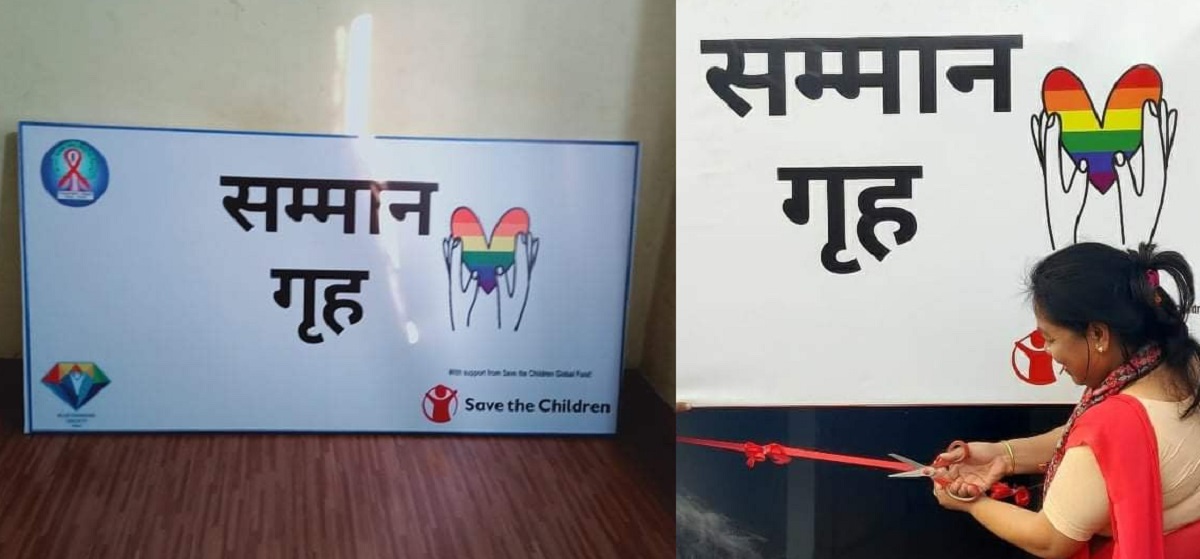 सम्मान
गृह
With support from Save the Children Global Fund!
Save the Children
सम्मान
गृह